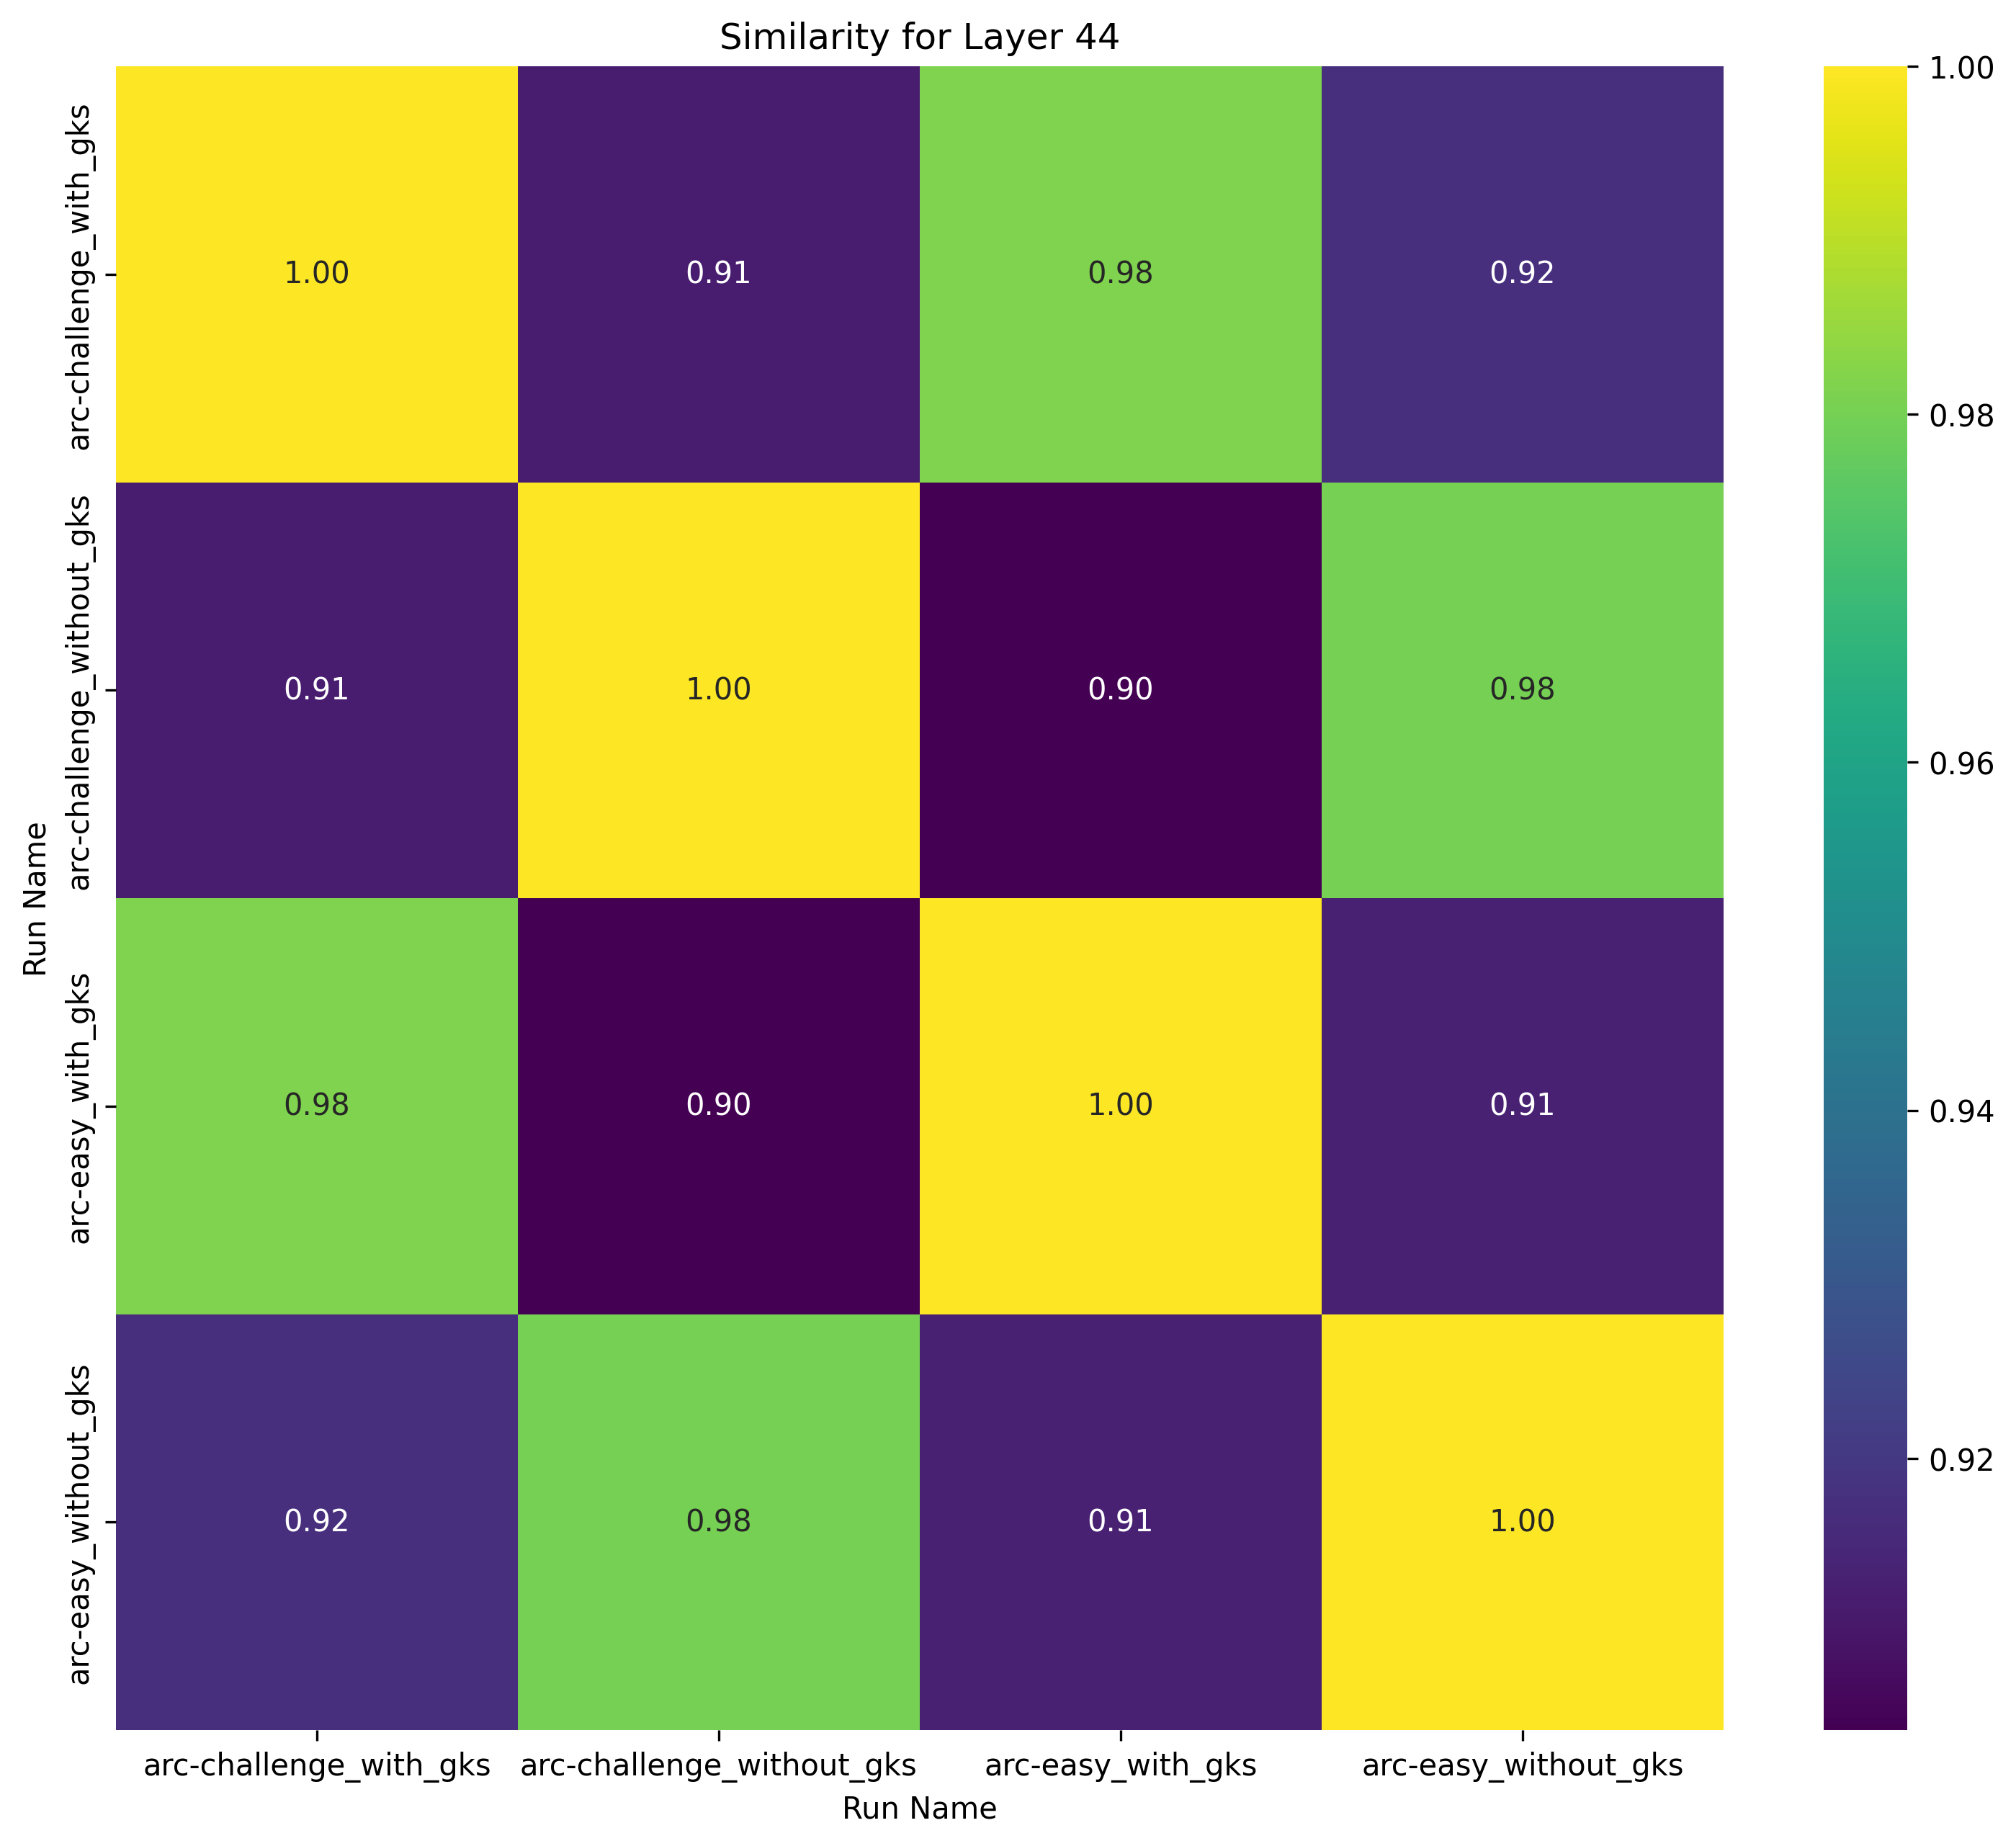 Similarity for Layer 44
Run Name
arc-challenge_with_gks
1.00 0.91 0.98 0.92
arc-challenge_without_gks
0.91 1.00 0.90 0.98
arc-easy_with_gks
0.98 0.90 1.00 0.91
arc-easy_without_gks
0.92 0.98 0.91 1.00
arc-challenge_with_gks arc-challenge_without_gks arc-easy_with_gks arc-easy_without_gks
Run Name
1.00
0.98
0.96
0.94
0.92